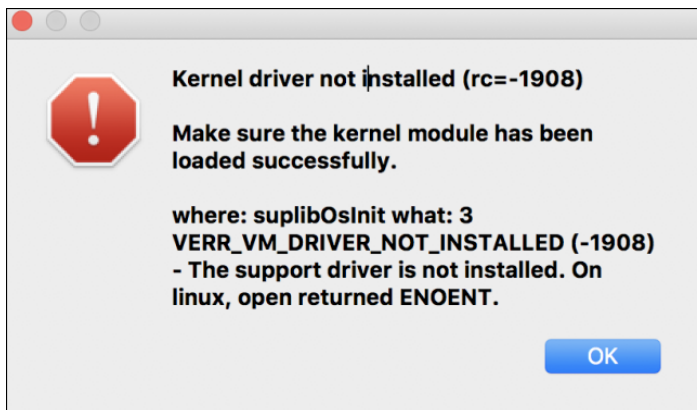 Kernel driver not installed (rc=-1908)
Make sure the kernel module has been
loaded successfully.
where: suplibOsInit what: 3
VERR_VM_DRIVER_NOT_INSTALLED (-1908)
- The support driver is not installed. On
linux, open returned ENOENT.
OK